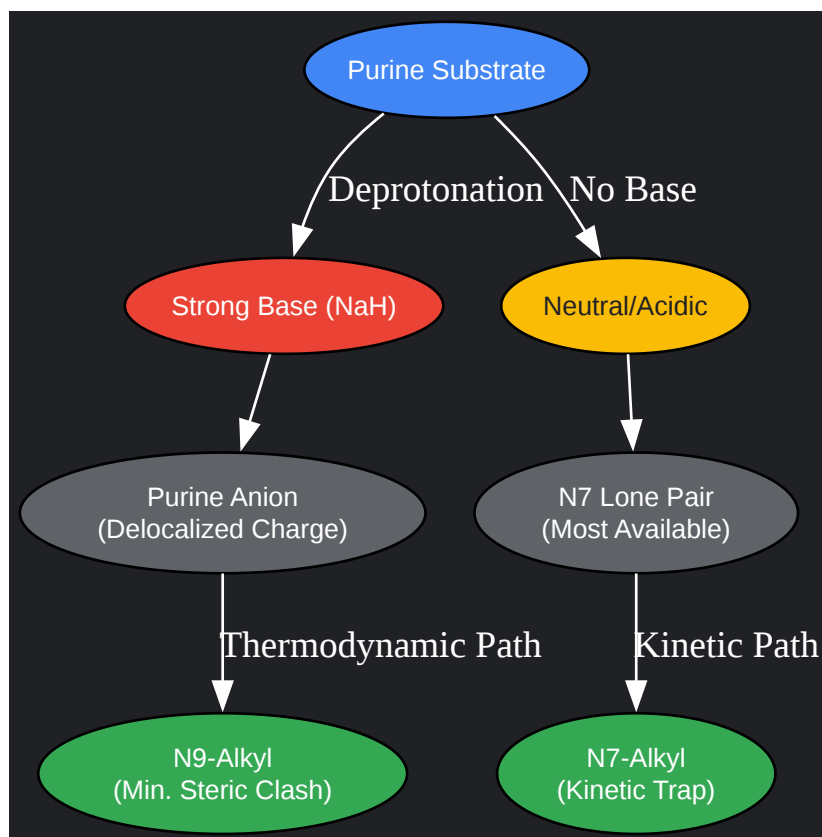 Purine Substrate
Deprotonation
No Base
Strong Base (NaH)
Neutral/Acidic
Purine Anion
(Delocalized Charge)
N7 Lone Pair
(Most Available)
Thermodynamic Path
Kinetic Path
N9-Alkyl
(Min. Steric Clash)
N7-Alkyl
(Kinetic Trap)